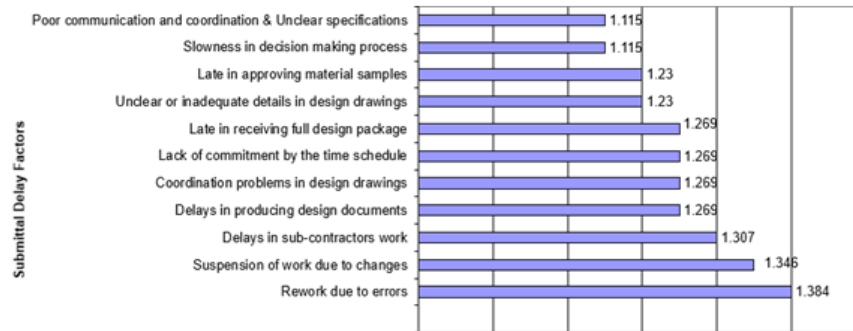 Submittal Delay Factors
Poor communication and coordination & Unclear specifications 1.115
Slowness in decision making process 1.115
Late in approving material samples 1.23
Unclear or inadequate details in design drawings 1.23
Late in receiving full design package 1.269
Lack of commitment by the time schedule 1.269
Coordination problems in design drawings 1.269
Delays in producing design documents 1.269
Delays in sub-contractors work 1.307
Suspension of work due to changes 1.346
Rework due to errors 1.384